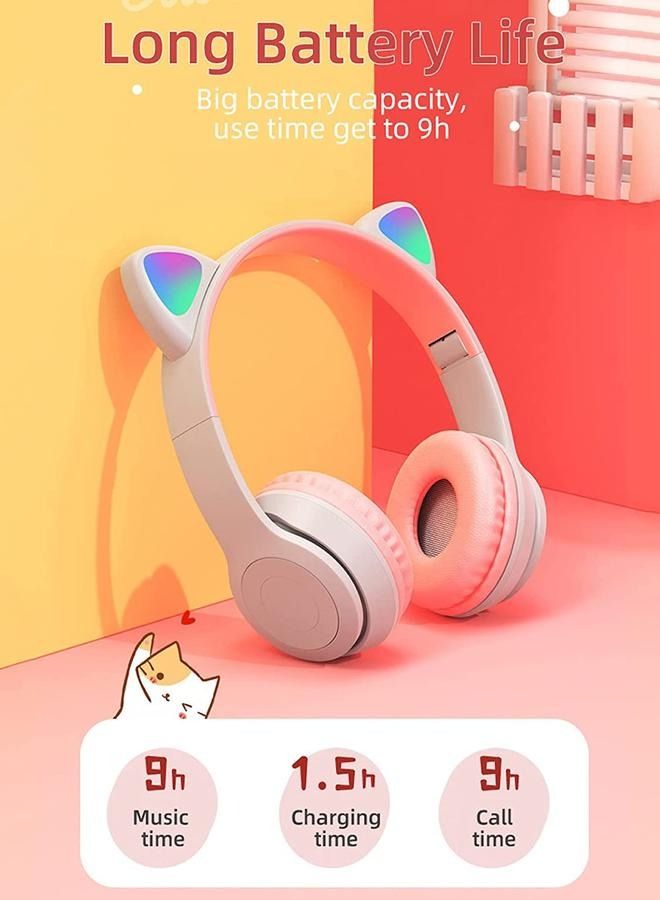 Long Battery Life
Big battery capacity,
use time get to 9h
9h
Music
time
1.5h
Charging
time
9h
Call
time